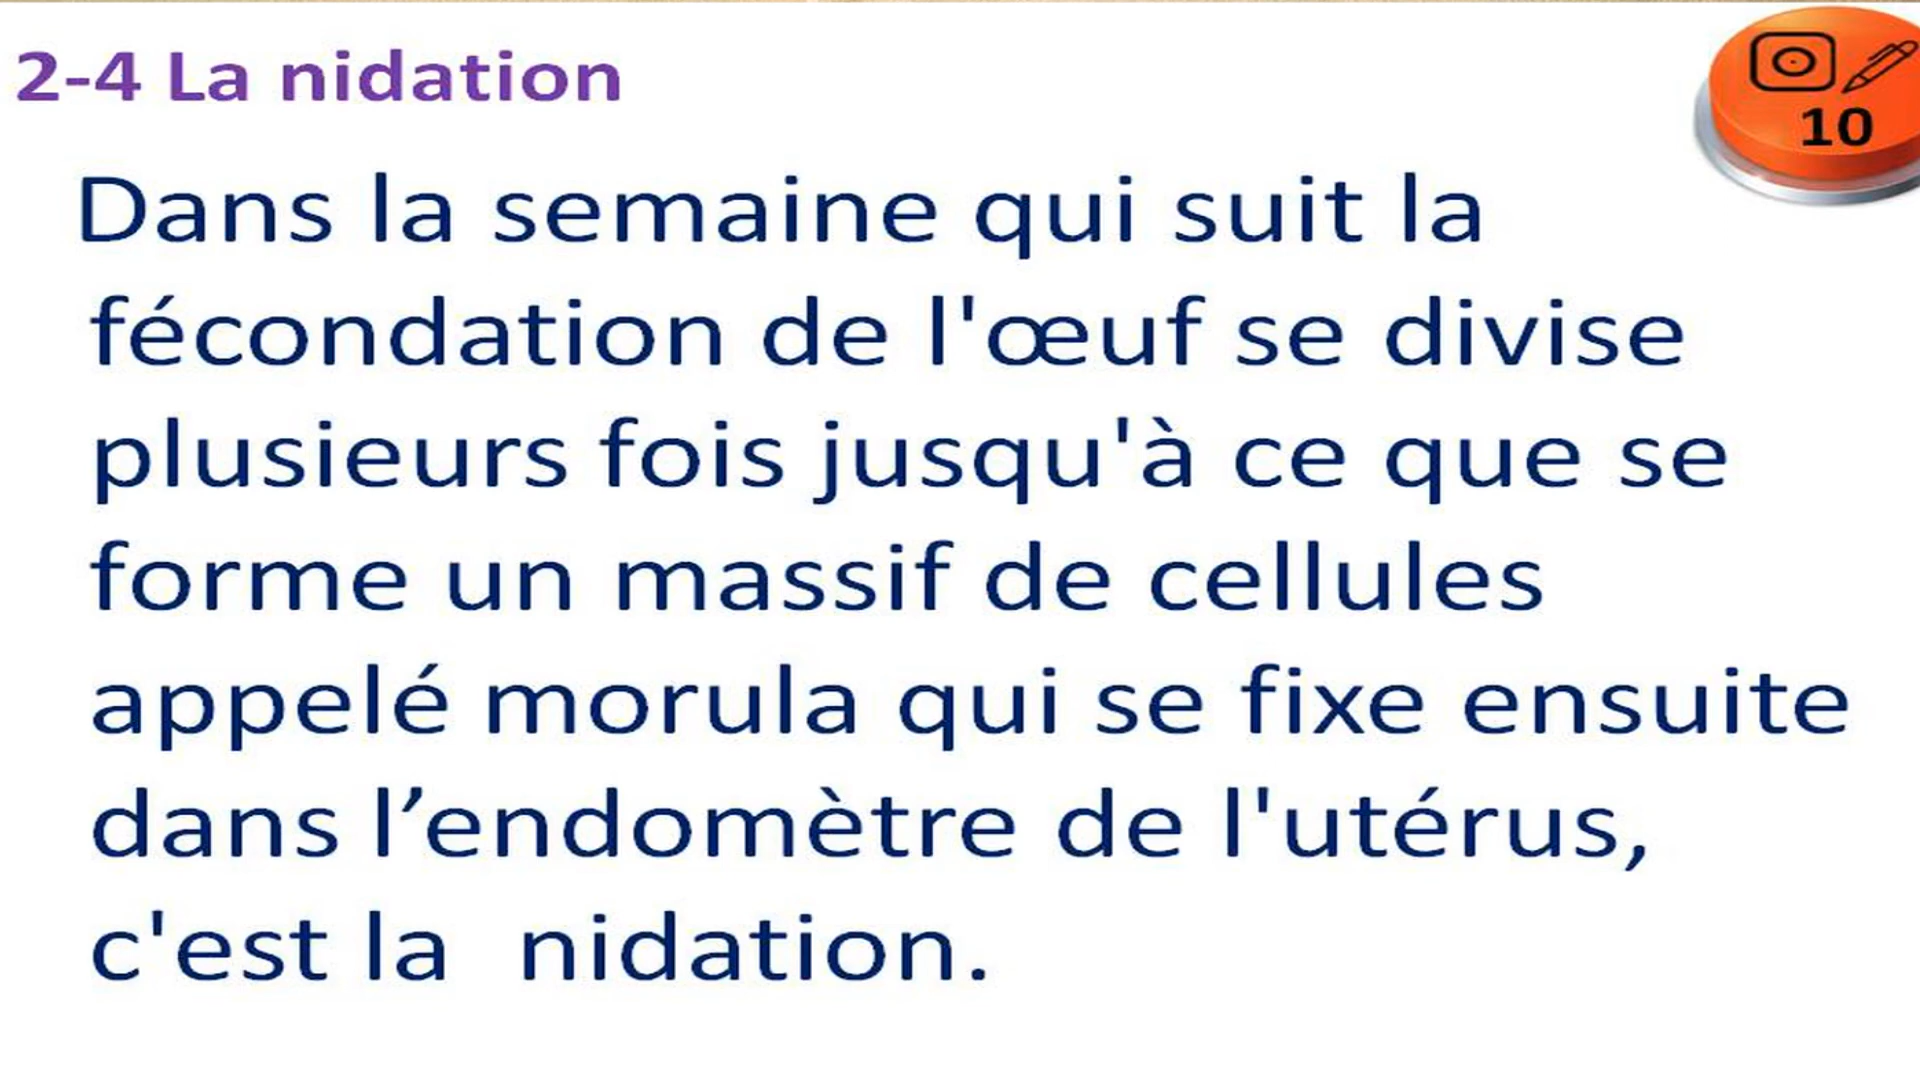 2-4 La nidation
10
Dans la semaine qui suit la
fécondation de l'œuf se divise
plusieurs fois jusqu'à ce que se
forme un massif de cellules
appelé morula qui se fixe ensuite
dans l’endomètre de l'utérus,
c'est la  nidation.